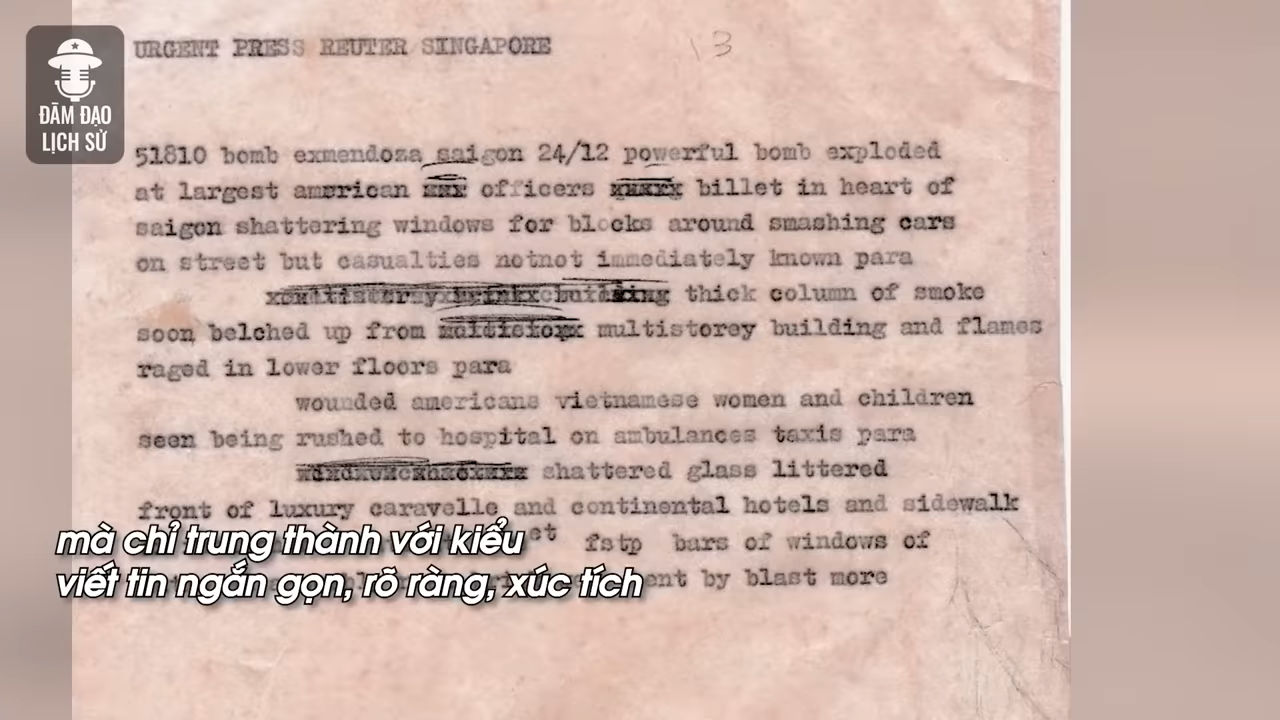 ĐÀM ĐẠO
LỊCH SỬ
URGENT PRESS REUTER SINGAPORE
13
51810 bomb exmendoza saigon 24/12 powerful bomb exploded
at largest american officers billet in heart of
saigon shattering windows for blocks around smashing cars
on street but casualties notnot immediately known para
thick column of smoke
soon belched up from multistorey building and flames
raged in lower floors para
wounded americans vietnamese women and children
seen being rushed to hospital on ambulances taxis para
shattered glass littered
front of luxury caravelle and continental hotels and sidewalk
fstp bars of windows of
by blast more
mà chỉ trung thành với kiểu
viết tin ngắn gọn, rõ ràng, xúc tích